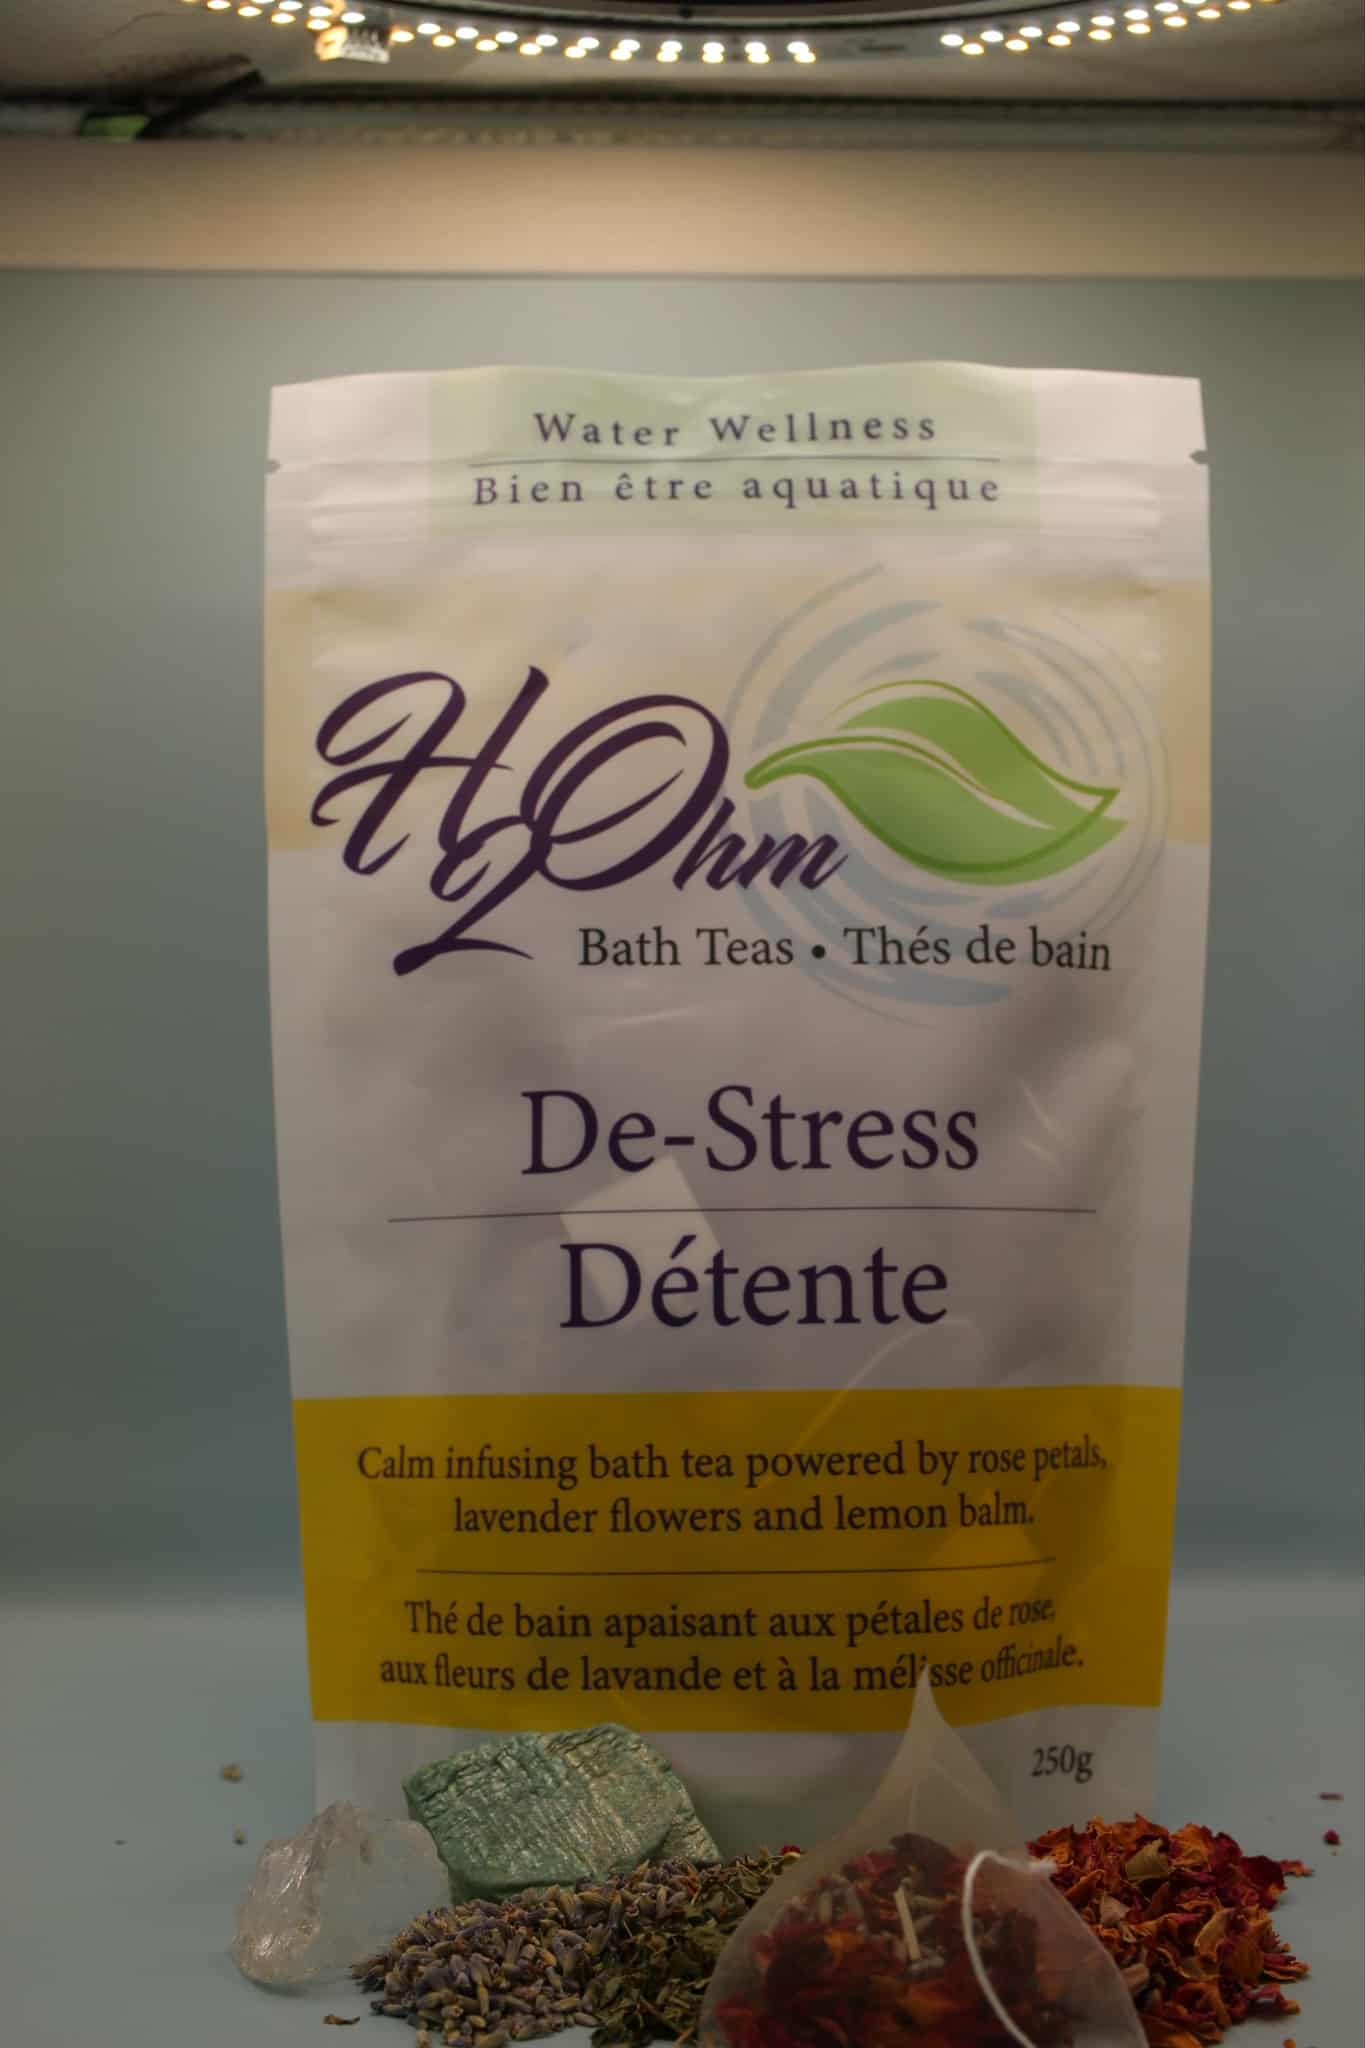 Water Wellness
Bien être aquatique
H2Ohm
Bath Teas • Thés de bain
De-Stress
Détente
Calm infusing bath tea powered by rose petals,
lavender flowers and lemon balm.
Thé de bain apaisant aux pétales de rose,
aux fleurs de lavande et à la mélisse officinale.
250g